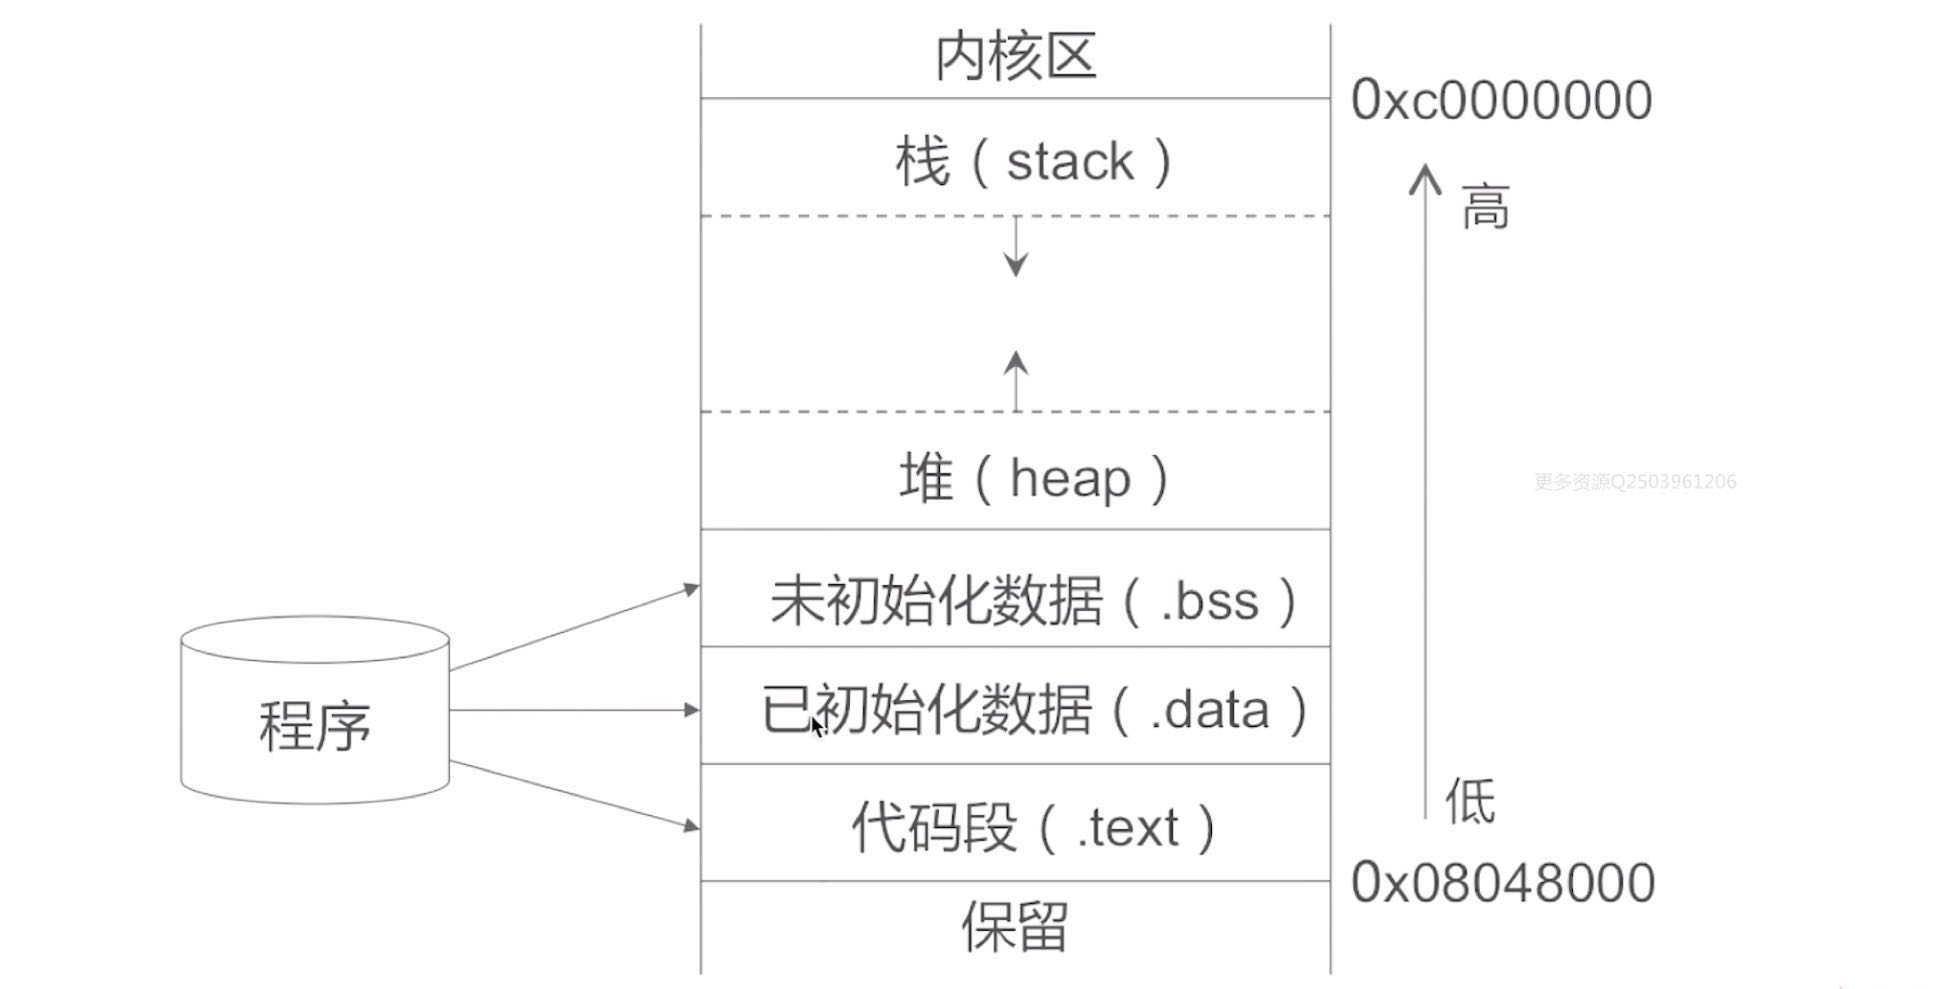 内核区
0xc0000000
栈（stack）
高
堆（heap）
更多资源Q2503961206
未初始化数据（.bss）
已初始化数据（.data）
程序
低
代码段（.text）
0x08048000
保留